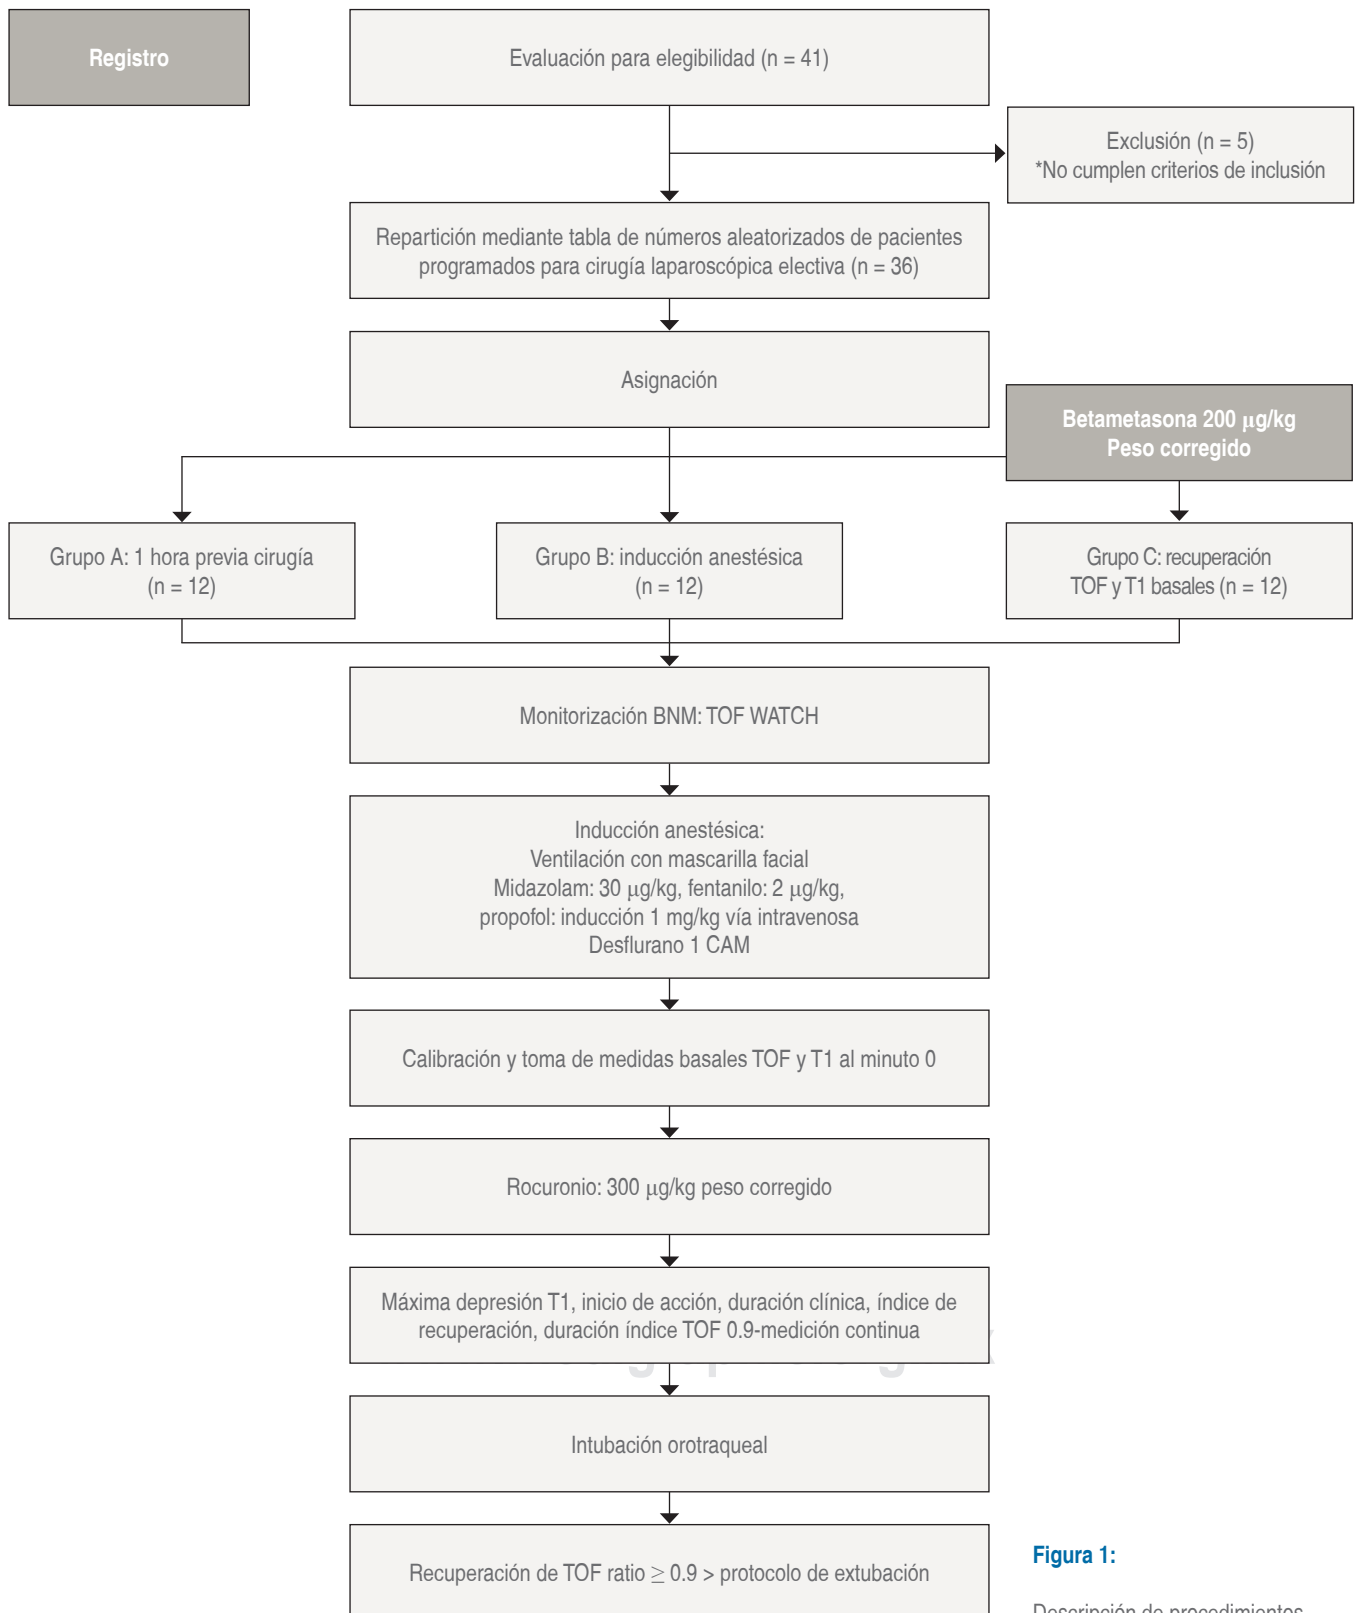 Registro
Evaluación para elegibilidad (n = 41)
Exclusión (n = 5)
*No cumplen criterios de inclusión
Repartición mediante tabla de números aleatorizados de pacientes
programados para cirugía laparoscópica electiva (n = 36)
Asignación
Betametasona 200 µg/kg
Peso corregido
Grupo A: 1 hora previa cirugía
(n = 12)
Grupo B: inducción anestésica
(n = 12)
Grupo C: recuperación
TOF y T1 basales (n = 12)
Monitorización BNM: TOF WATCH
Inducción anestésica:
Ventilación con mascarilla facial
Midazolam: 30 µg/kg, fentanilo: 2 µg/kg,
propofol: inducción 1 mg/kg vía intravenosa
Desflurano 1 CAM
Calibración y toma de medidas basales TOF y T1 al minuto 0
Rocuronio: 300 µg/kg peso corregido
Máxima depresión T1, inicio de acción, duración clínica, índice de
recuperación, duración índice TOF 0.9-medición continua
Intubación orotraqueal
Recuperación de TOF ratio ≥ 0.9 > protocolo de extubación
Figura 1:
Descripción de procedimientos